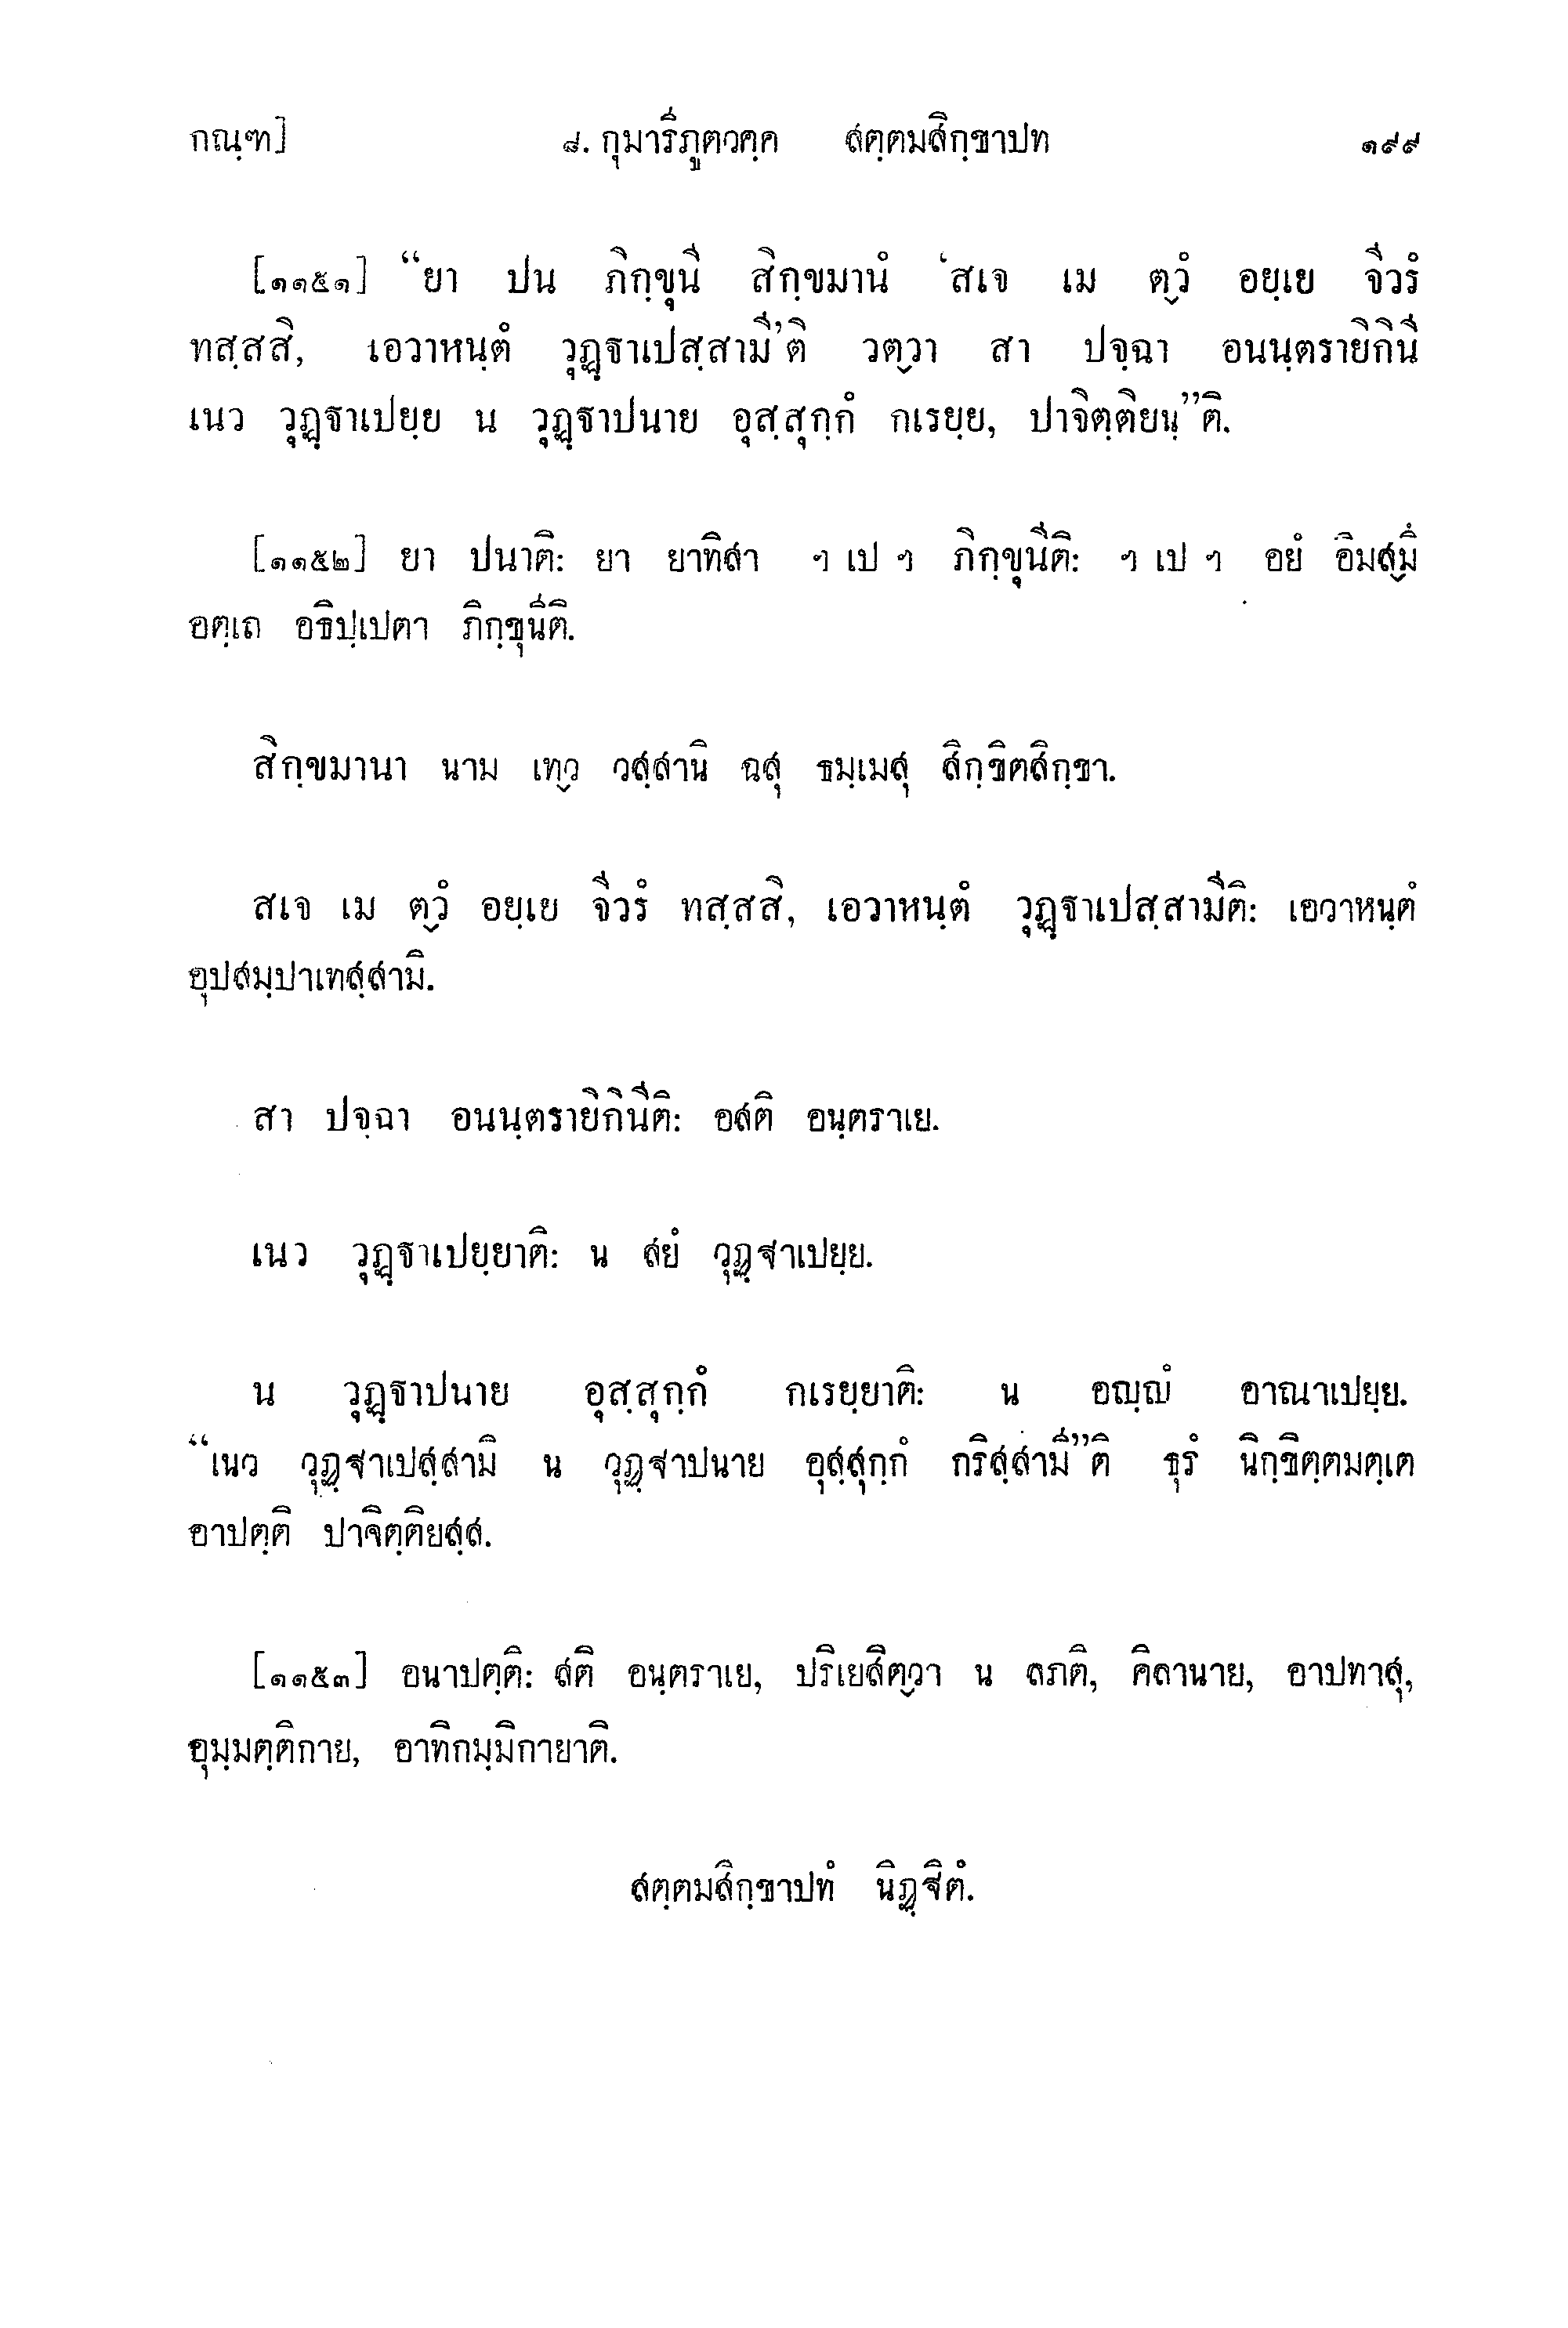 กณฺฑ] ๘. กุมารีภูตวคฺค สตฺตมสิกฺขาปท ๑๙๙
[๑๑๕๑] “ยา ปน ภิกฺขุนี สิกฺขมานํ ‘สเจ เม ตฺวํ อยฺเย จีวรํ
ทสฺสสิ, เอวาหนฺตํ วุฏฺฐาเปสฺสามี’ติ วตฺวา สา ปจฺฉา อนนฺตรายิกินี
เนว วุฏฺฐาเปยฺย น วุฏฺฐาปนาย อุสฺสุกฺกํ กเรยฺย, ปาจิตฺติยนฺ”ติ.
[๑๑๕๒] ยา ปนาติ: ยา ยาทิสา ฯ เป ฯ ภิกฺขุนีติ: ฯ เป ฯ อยํ อิมสฺมึ
อตฺเถ อธิปฺเปตา ภิกฺขุนีติ.
สิกฺขมานา นาม เทฺว วสฺสานิ ฉสุ ธมฺเมสุ สิกฺขิตสิกฺขา.
สเจ เม ตฺวํ อยฺเย จีวรํ ทสฺสสิ, เอวาหนฺตํ วุฏฺฐาเปสฺสามีติ: เอวาหนฺตํ
อุปสมฺปาเทสฺสามิ.
สา ปจฺฉา อนนฺตรายิกินีติ: อสติ อนฺตราเย.
เนว วุฏฺฐาเปยฺยาติ: น สยํ วุฏฺฐาเปยฺย.
น วุฏฺฐาปนาย อุสฺสุกฺกํ กเรยฺยาติ: น อญฺญํ อาณาเปยฺย.
“เนว วุฏฺฐาเปสฺสามิ น วุฏฺฐาปนาย อุสฺสุกฺกํ กริสฺสามี”ติ ธุรํ นิกฺขิตฺตมตฺเต
อาปตฺติ ปาจิตฺติยสฺส.
[๑๑๕๓] อนาปตฺติ: สติ อนฺตราเย, ปริเยสิตฺวา น ลภติ, คิลานาย, อาปทาสุ,
อุมฺมตฺติกาย, อาทิกมฺมิกายาติ.
สตฺตมสิกฺขาปทํ นิฏฺฐิตํ.